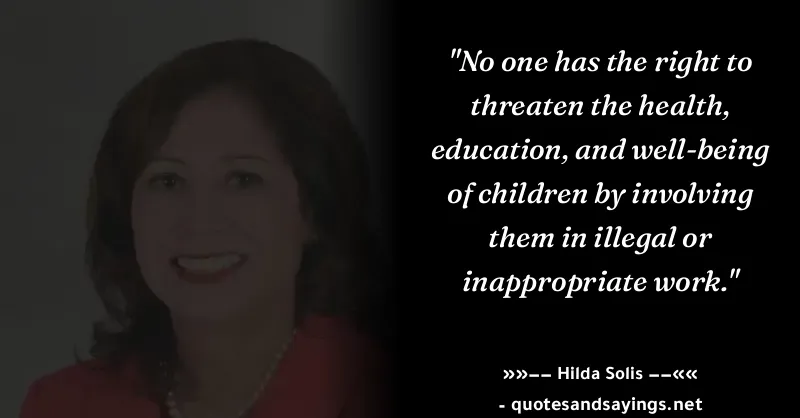 "No one has the right to
threaten the health,
education, and well-being
of children by involving
them in illegal or
inappropriate work."
»»−− Hilda Solis −−««
- quotesandsayings.net